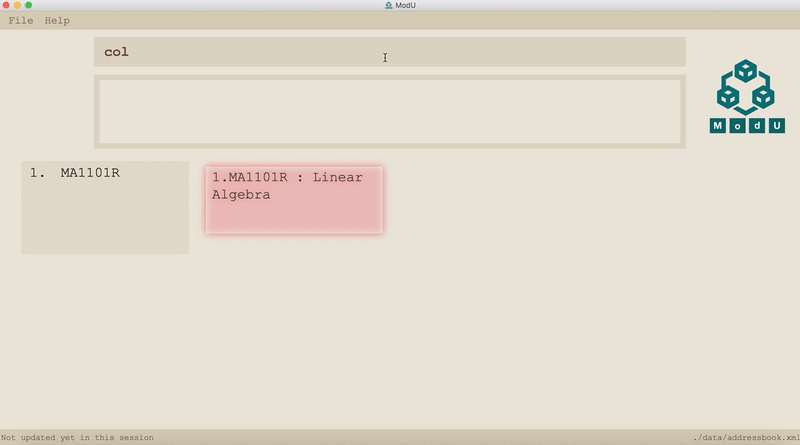 ModU
File Help
col
M o d U
1. MA1101R
1.MA1101R : Linear
Algebra
Not updated yet in this session
./data/addressbook.xml